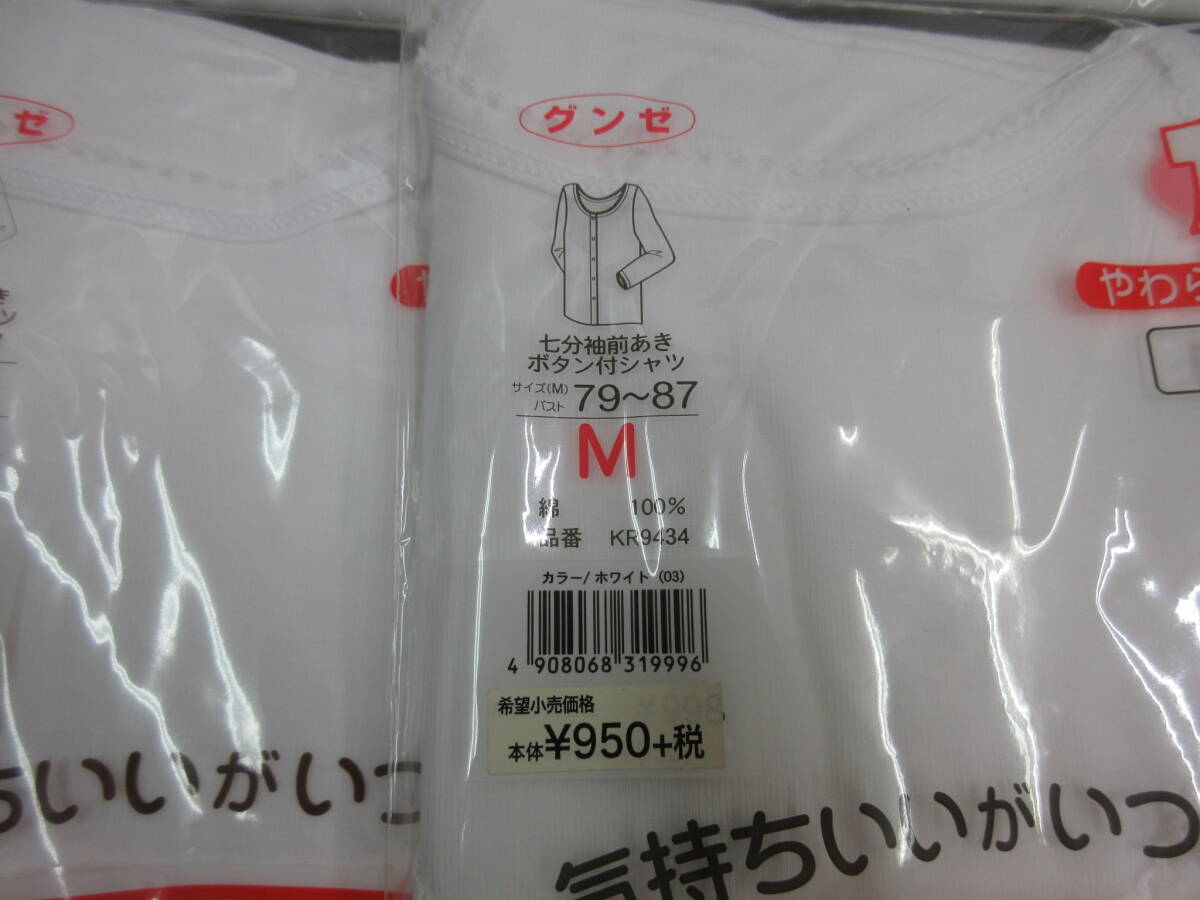 ゼ
グンゼ
七分袖前あき
ボタン付シャツ
サイズ(M)
バスト 79〜87
M
綿 100%
品番 KR9434
カラー/ホワイト (03)
4 908068 319996
希望小売価格
本体¥950+税
やわら
ちいいがいつ
気持ちいいがいつ